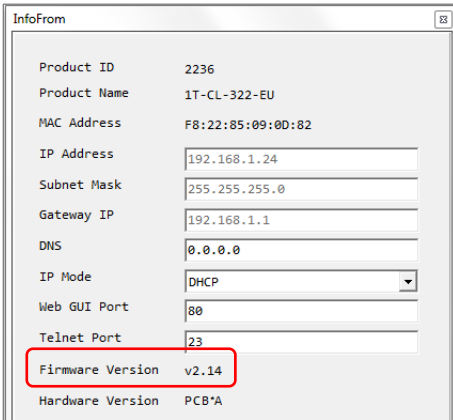 InfoFrom
Product ID 2236
Product Name 1T-CL-322-EU
MAC Address F8:22:85:09:0D:82
IP Address 192.168.1.24
Subnet Mask 255.255.255.0
Gateway IP 192.168.1.1
DNS 0.0.0.0
IP Mode DHCP
Web GUI Port 80
Telnet Port 23
Firmware Version v2.14
Hardware Version PCB*A